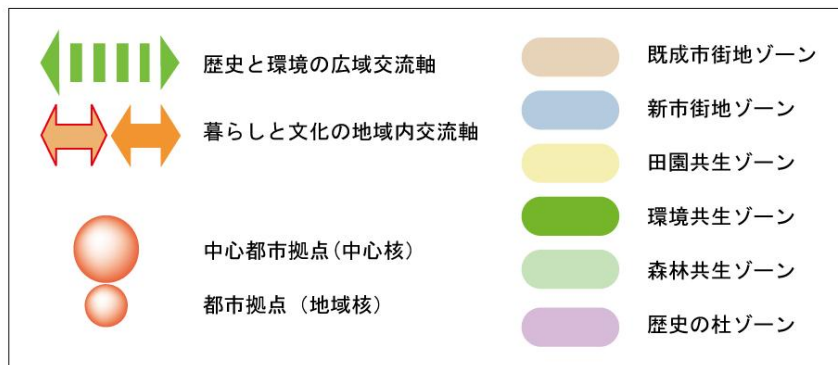 歴史と環境の広域交流軸
暮らしと文化の地域内交流軸
中心都市拠点(中心核)
都市拠点（地域核）
既成市街地ゾーン
新市街地ゾーン
田園共生ゾーン
環境共生ゾーン
森林共生ゾーン
歴史の杜ゾーン